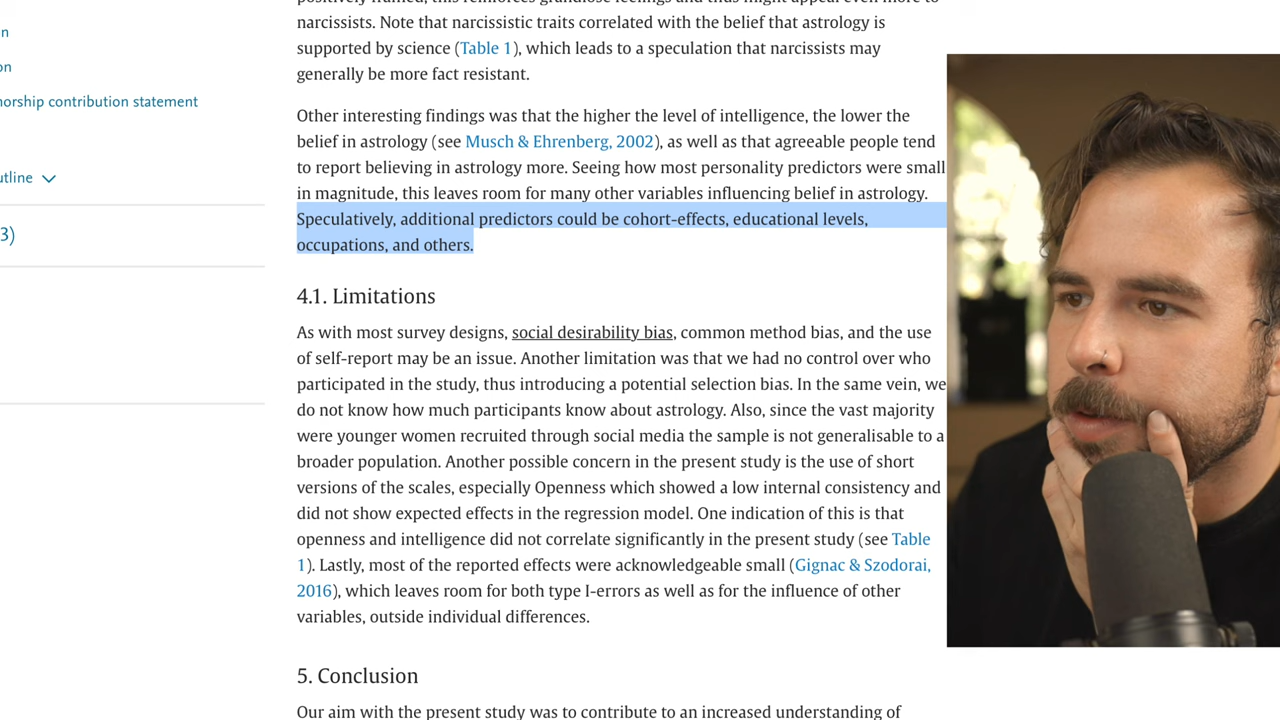 n
on
norship contribution statement
utline
3)
narcissists. Note that narcissistic traits correlated with the belief that astrology is
supported by science (Table 1), which leads to a speculation that narcissists may
generally be more fact resistant.
Other interesting findings was that the higher the level of intelligence, the lower the
belief in astrology (see Musch & Ehrenberg, 2002), as well as that agreeable people tend
to report believing in astrology more. Seeing how most personality predictors were small
in magnitude, this leaves room for many other variables influencing belief in astrology.
Speculatively, additional predictors could be cohort-effects, educational levels,
occupations, and others.
4.1. Limitations
As with most survey designs, social desirability bias, common method bias, and the use
of self-report may be an issue. Another limitation was that we had no control over who
participated in the study, thus introducing a potential selection bias. In the same vein, we
do not know how much participants know about astrology. Also, since the vast majority
were younger women recruited through social media the sample is not generalisable to a
broader population. Another possible concern in the present study is the use of short
versions of the scales, especially Openness which showed a low internal consistency and
did not show expected effects in the regression model. One indication of this is that
openness and intelligence did not correlate significantly in the present study (see Table
1). Lastly, most of the reported effects were acknowledgeable small (Gignac & Szodorai,
2016), which leaves room for both type I-errors as well as for the influence of other
variables, outside individual differences.
5. Conclusion
Our aim with the present study was to contribute to an increased understanding of